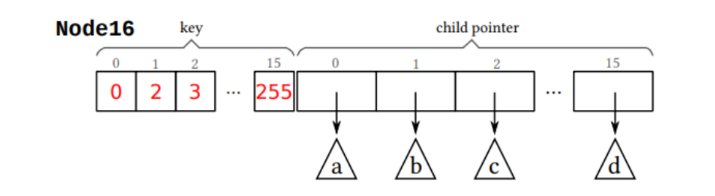 Node16 key child pointer
0 1 2 15 0 1 2 15
0 2 3 ... 255 ...
a b c d